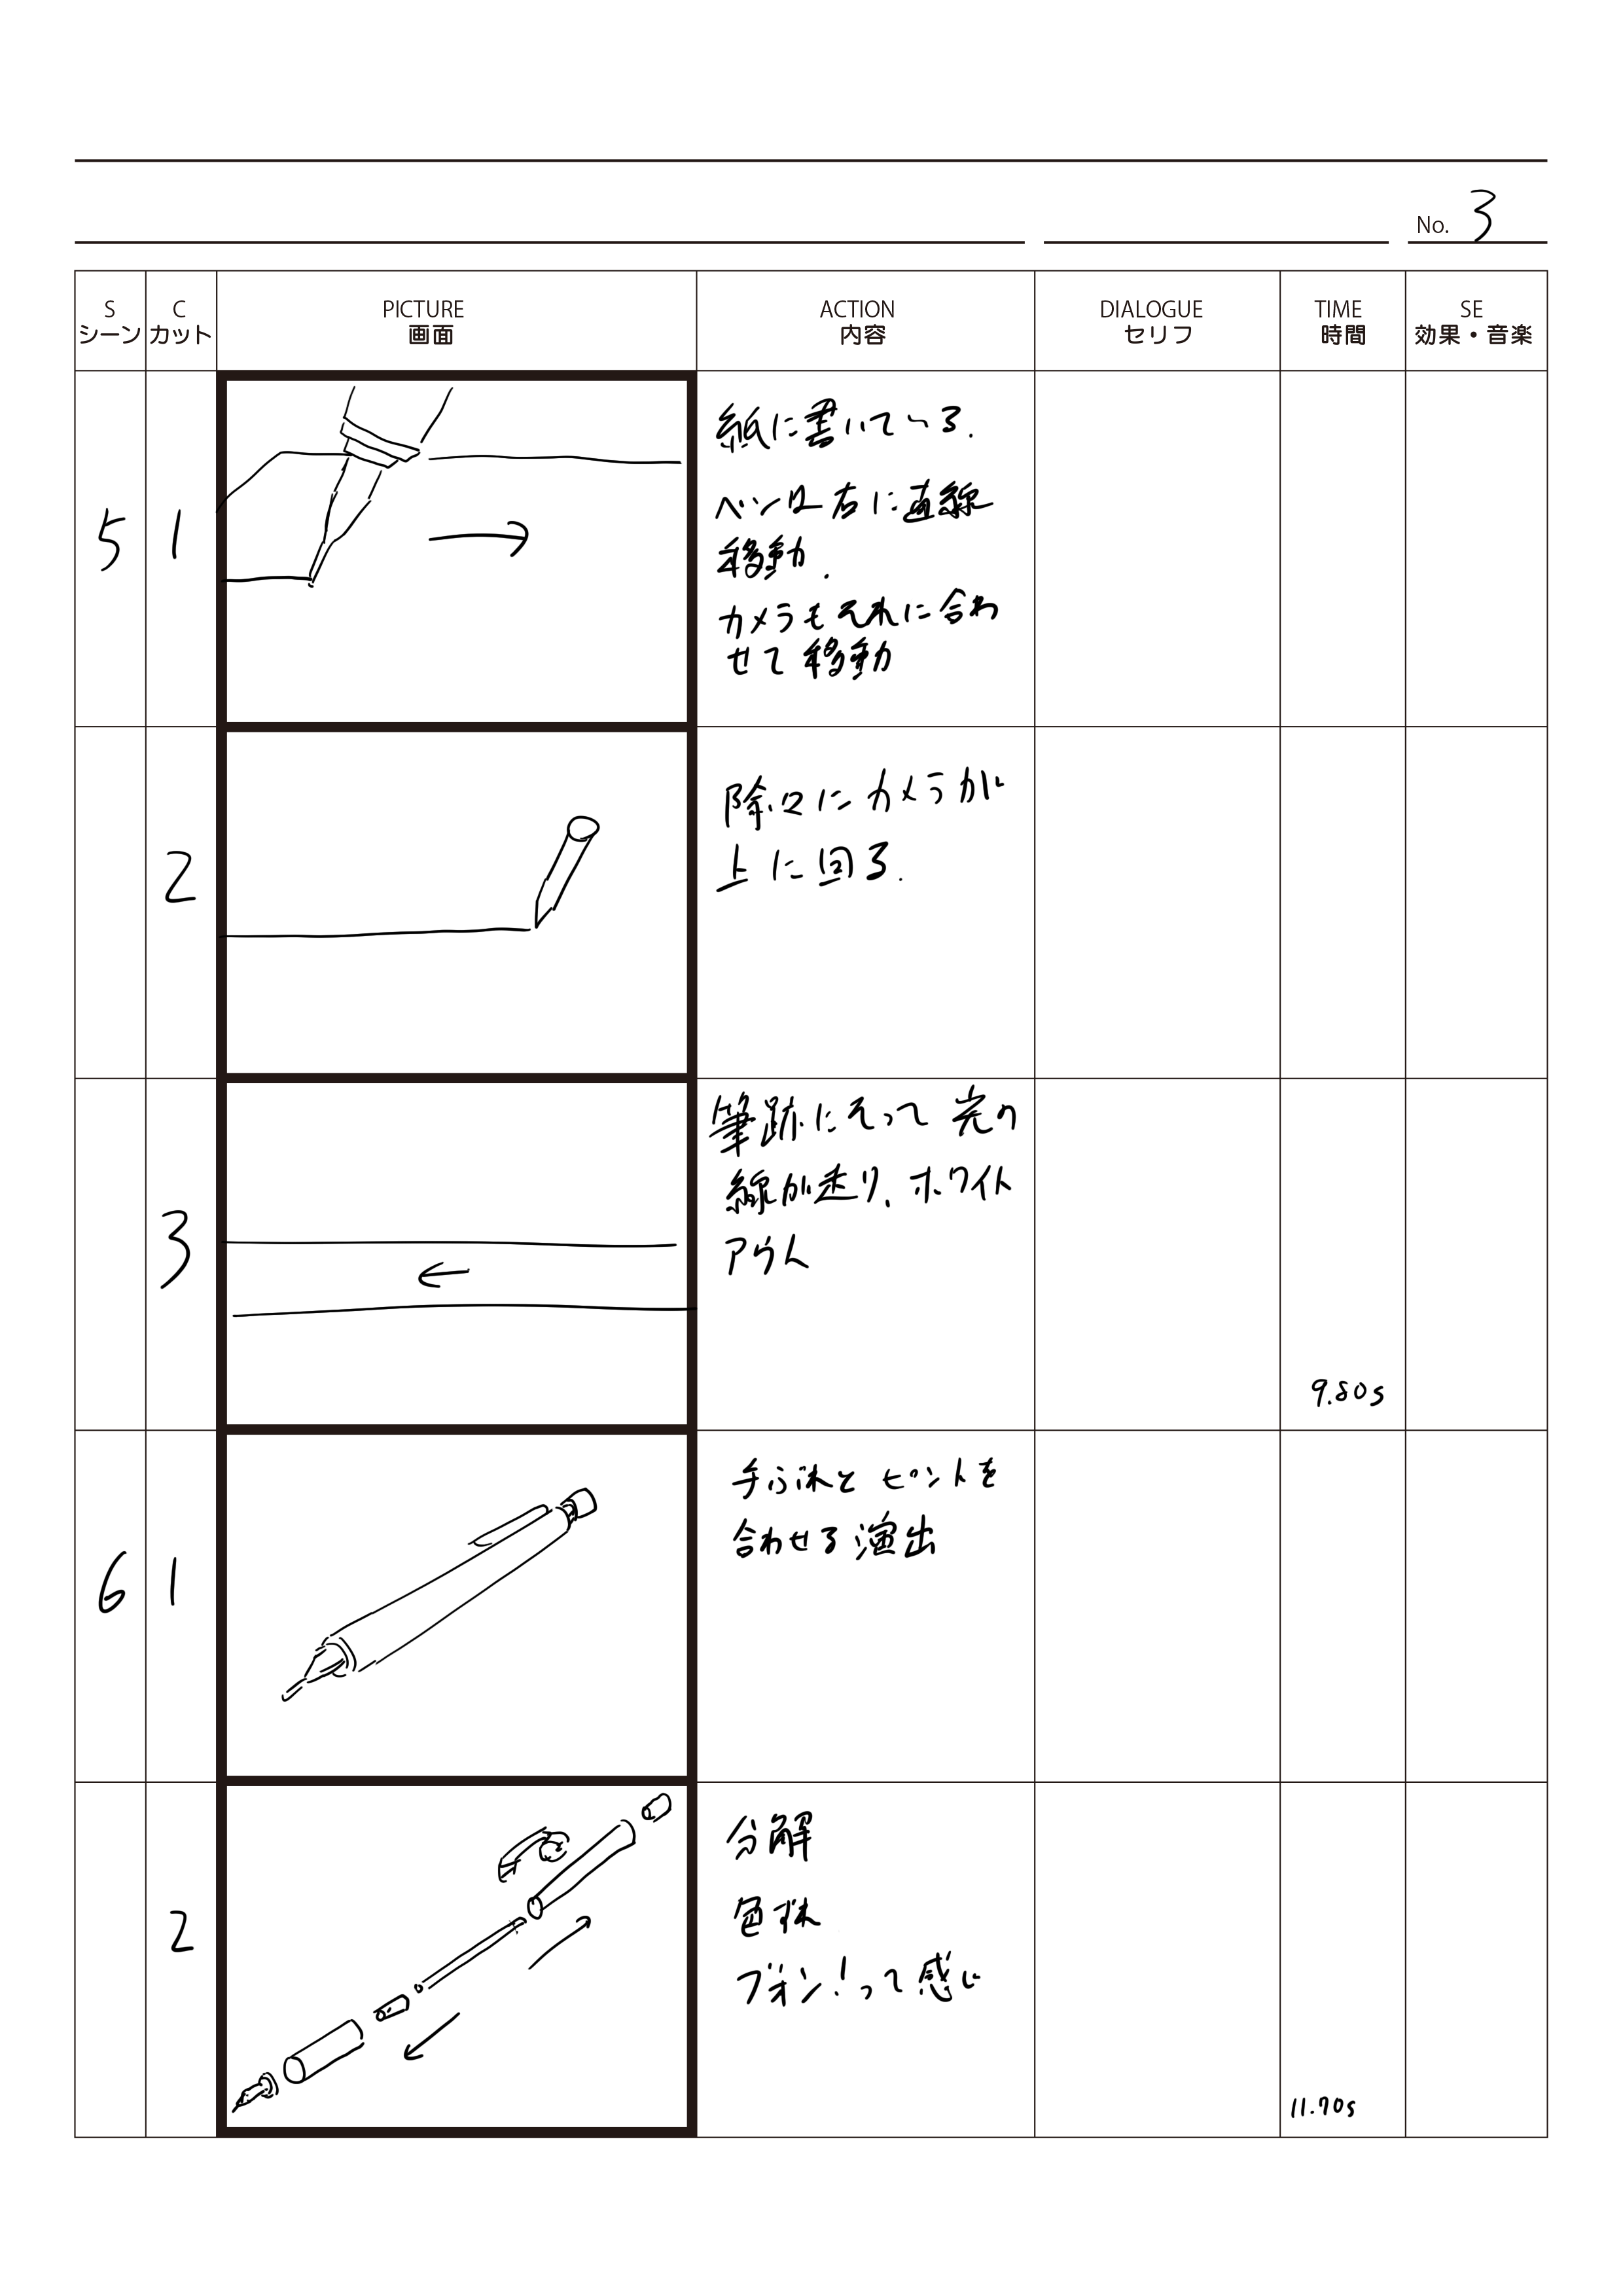 No. 3
S
シーン
C
カット
PICTURE
画面
ACTION
内容
DIALOGUE
セリフ
TIME
時間
SE
効果・音楽
5
1
紙に書いている.
ペンは右に直線
移動.
カメラもそれに合わ
せて移動
2
除々にカメラが
上に回る.
3
筆跡にそって 光の
線が走り、ホワイト
アウト
9.80s
6
1
手ぶれと ピントを
合わせる演出
2
分解
色ずれ
ブオン!って感じ
11.70s